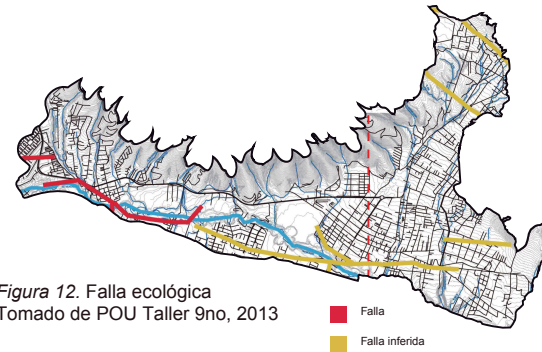 Figura 12. Falla ecológica
Tomado de POU Taller 9no, 2013
Falla
Falla inferida